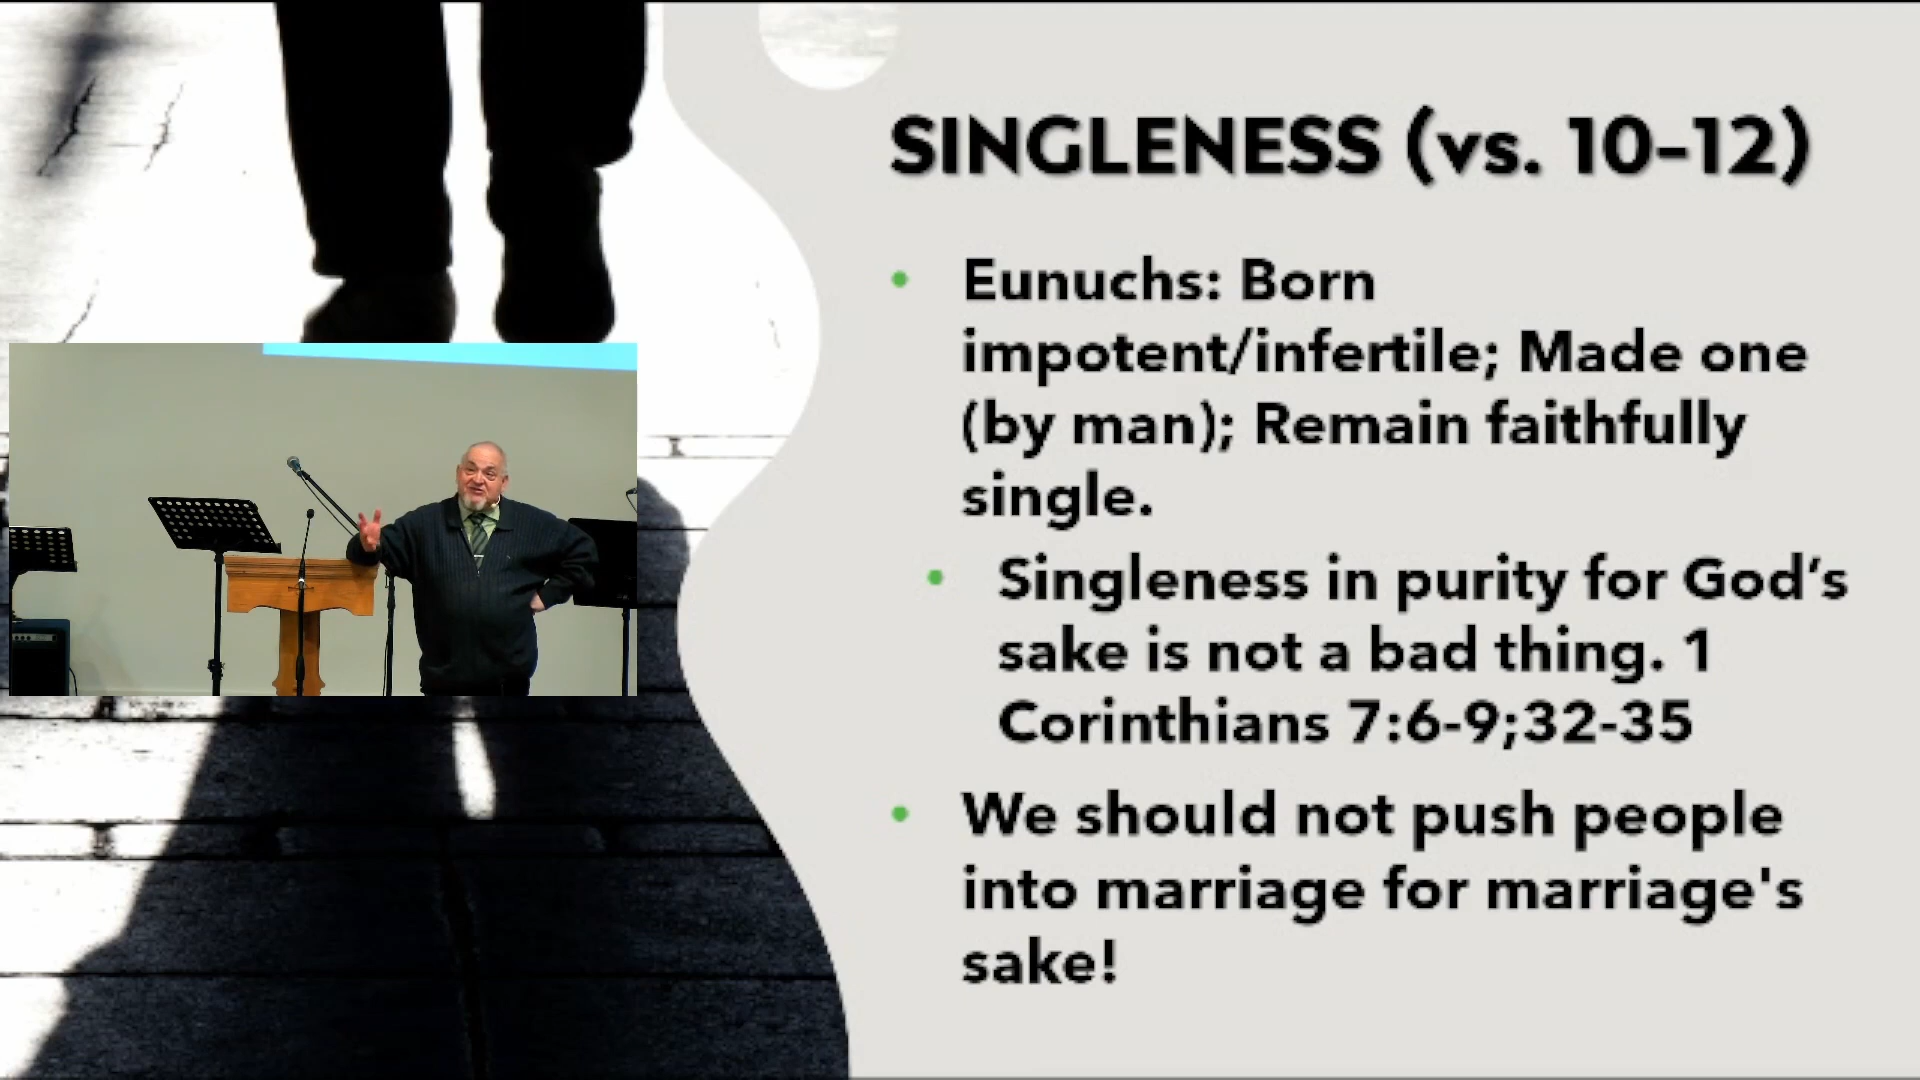 SINGLENESS (vs. 10-12)
• Eunuchs: Born
impotent/infertile; Made one
(by man); Remain faithfully
single.
• Singleness in purity for God’s
sake is not a bad thing. 1
Corinthians 7:6-9;32-35
• We should not push people
into marriage for marriage's
sake!